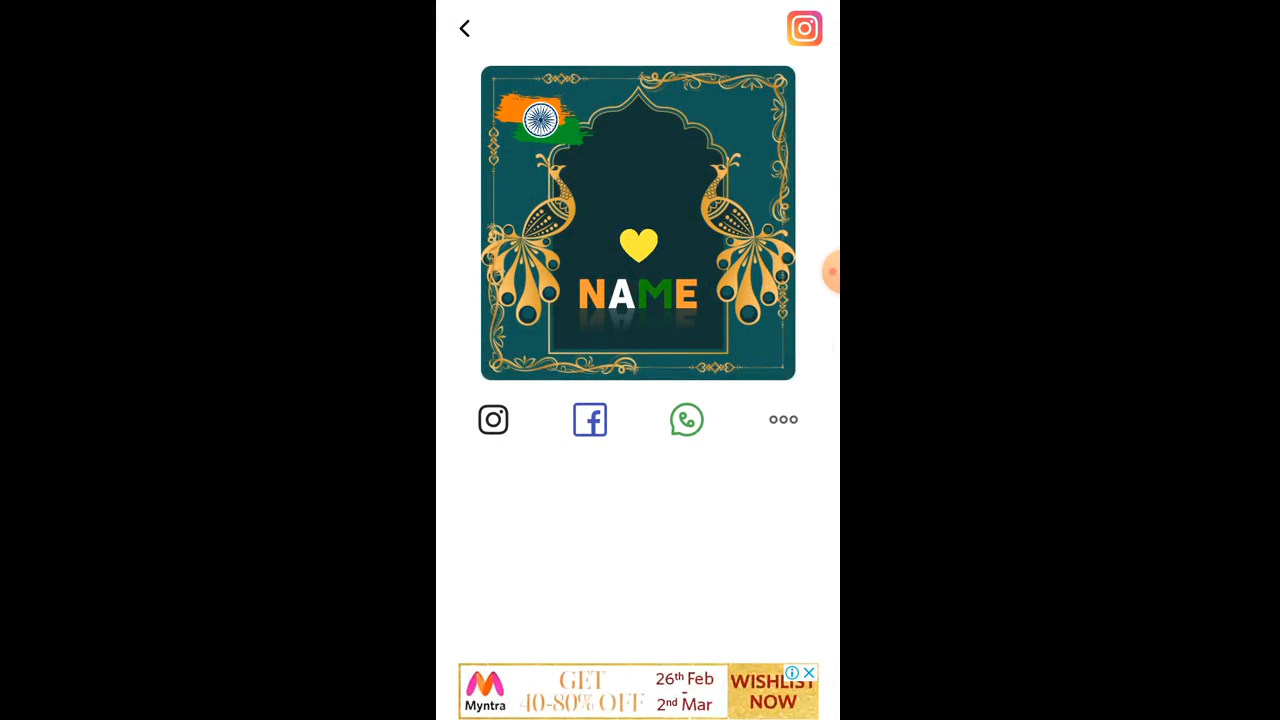 NAME
GET
40-80% OFF
26th Feb
-
2nd Mar
WISHLIST
NOW
Myntra